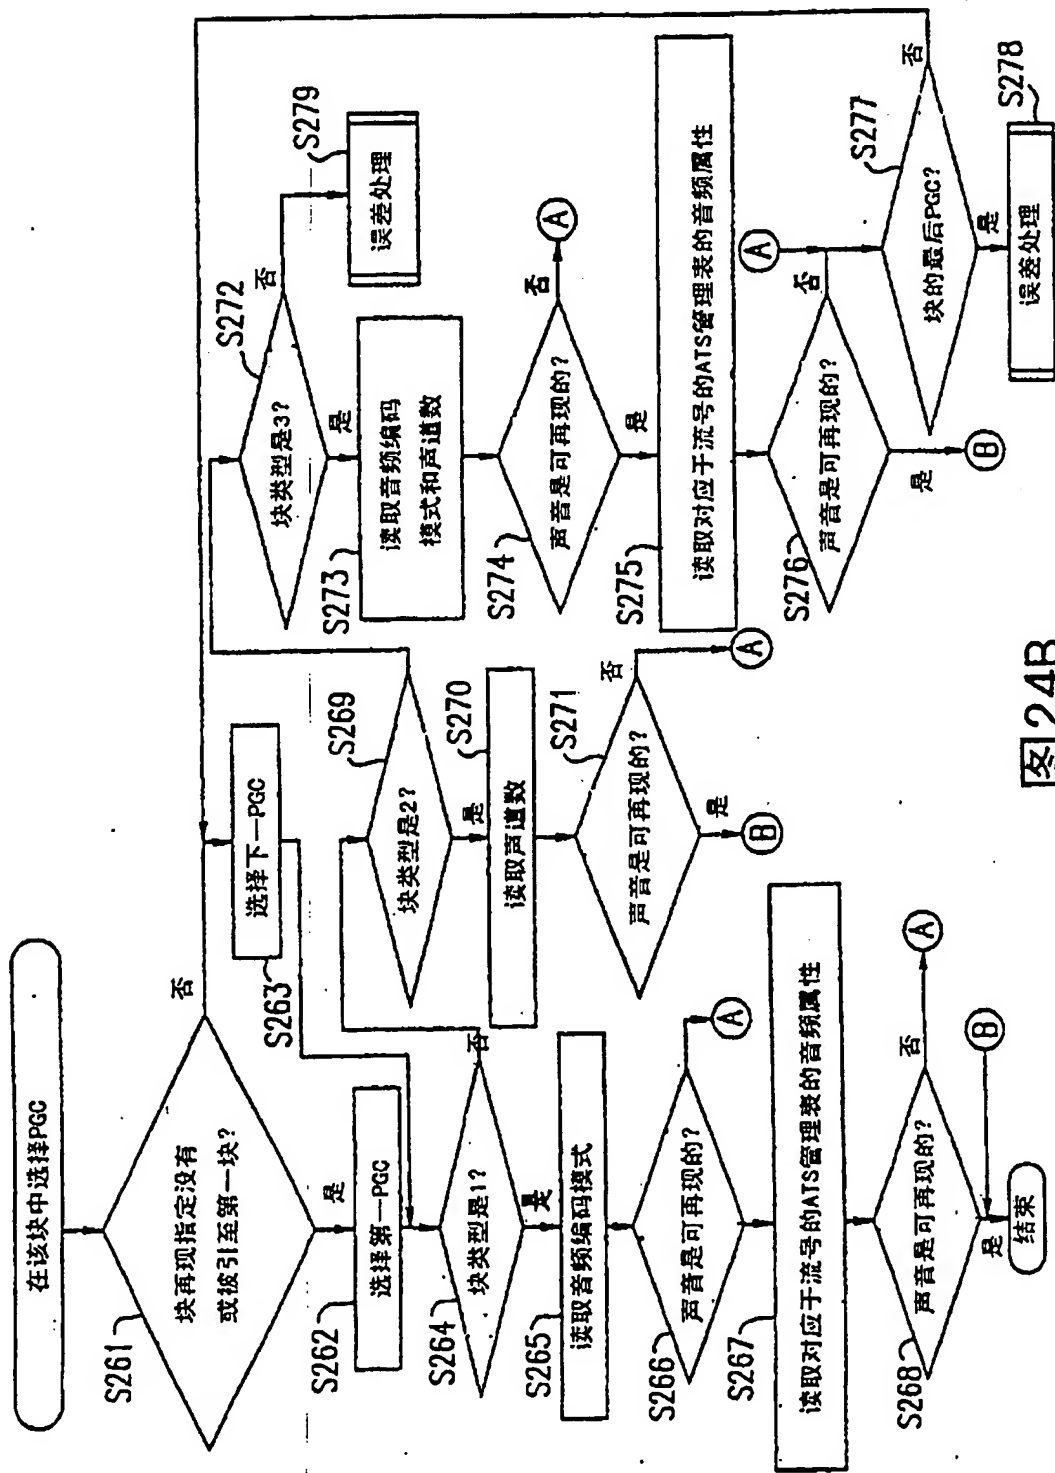 在该块中选择PGC
S261
块再现指定没有
或被引至第一块?
否
是
S262
选择第一PGC
S263
选择下一PGC
S264
块类型是1?
否
是
S265
读取音频编码模式
S266
声音是可再现的?
A
S267
读取对应于流号的ATS管理表的音频属性
S268
声音是可再现的?
否
A
是
B
结束
S269
块类型是2?
是
S270
读取声道数
S271
声音是可再现的?
否
A
是
B
S272
块类型是3?
否
S279
误差处理
是
S273
读取音频编码
模式和声道数
S274
声音是可再现的?
否
A
是
S275
读取对应于流号的ATS管理表的音频属性
S276
声音是可再现的?
否
A
是
B
S277
块的最后PGC?
否
是
S278
误差处理
图24B